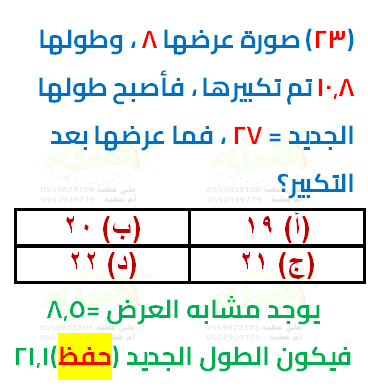 (٢٣) صورة عرضها ٨ ، وطولها
١٠,٨ تم تكبيرها ، فأصبح طولها
الجديد = ٢٧ ، فما عرضها بعد
التكبير؟
(أ) ١٩ (ب) ٢٠
(ج) ٢١ (د) ٢٢
يوجد مشابه العرض =٨,٥
فيكون الطول الجديد (حفظ)٢١,١